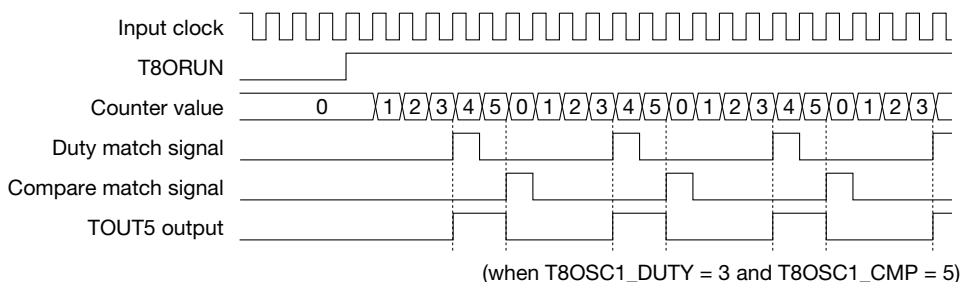 Input clock
T8ORUN
Counter value 0 1 2 3 4 5 0 1 2 3 4 5 0 1 2 3 4 5 0 1 2 3
Duty match signal
Compare match signal
TOUT5 output
(when T8OSC1_DUTY = 3 and T8OSC1_CMP = 5)